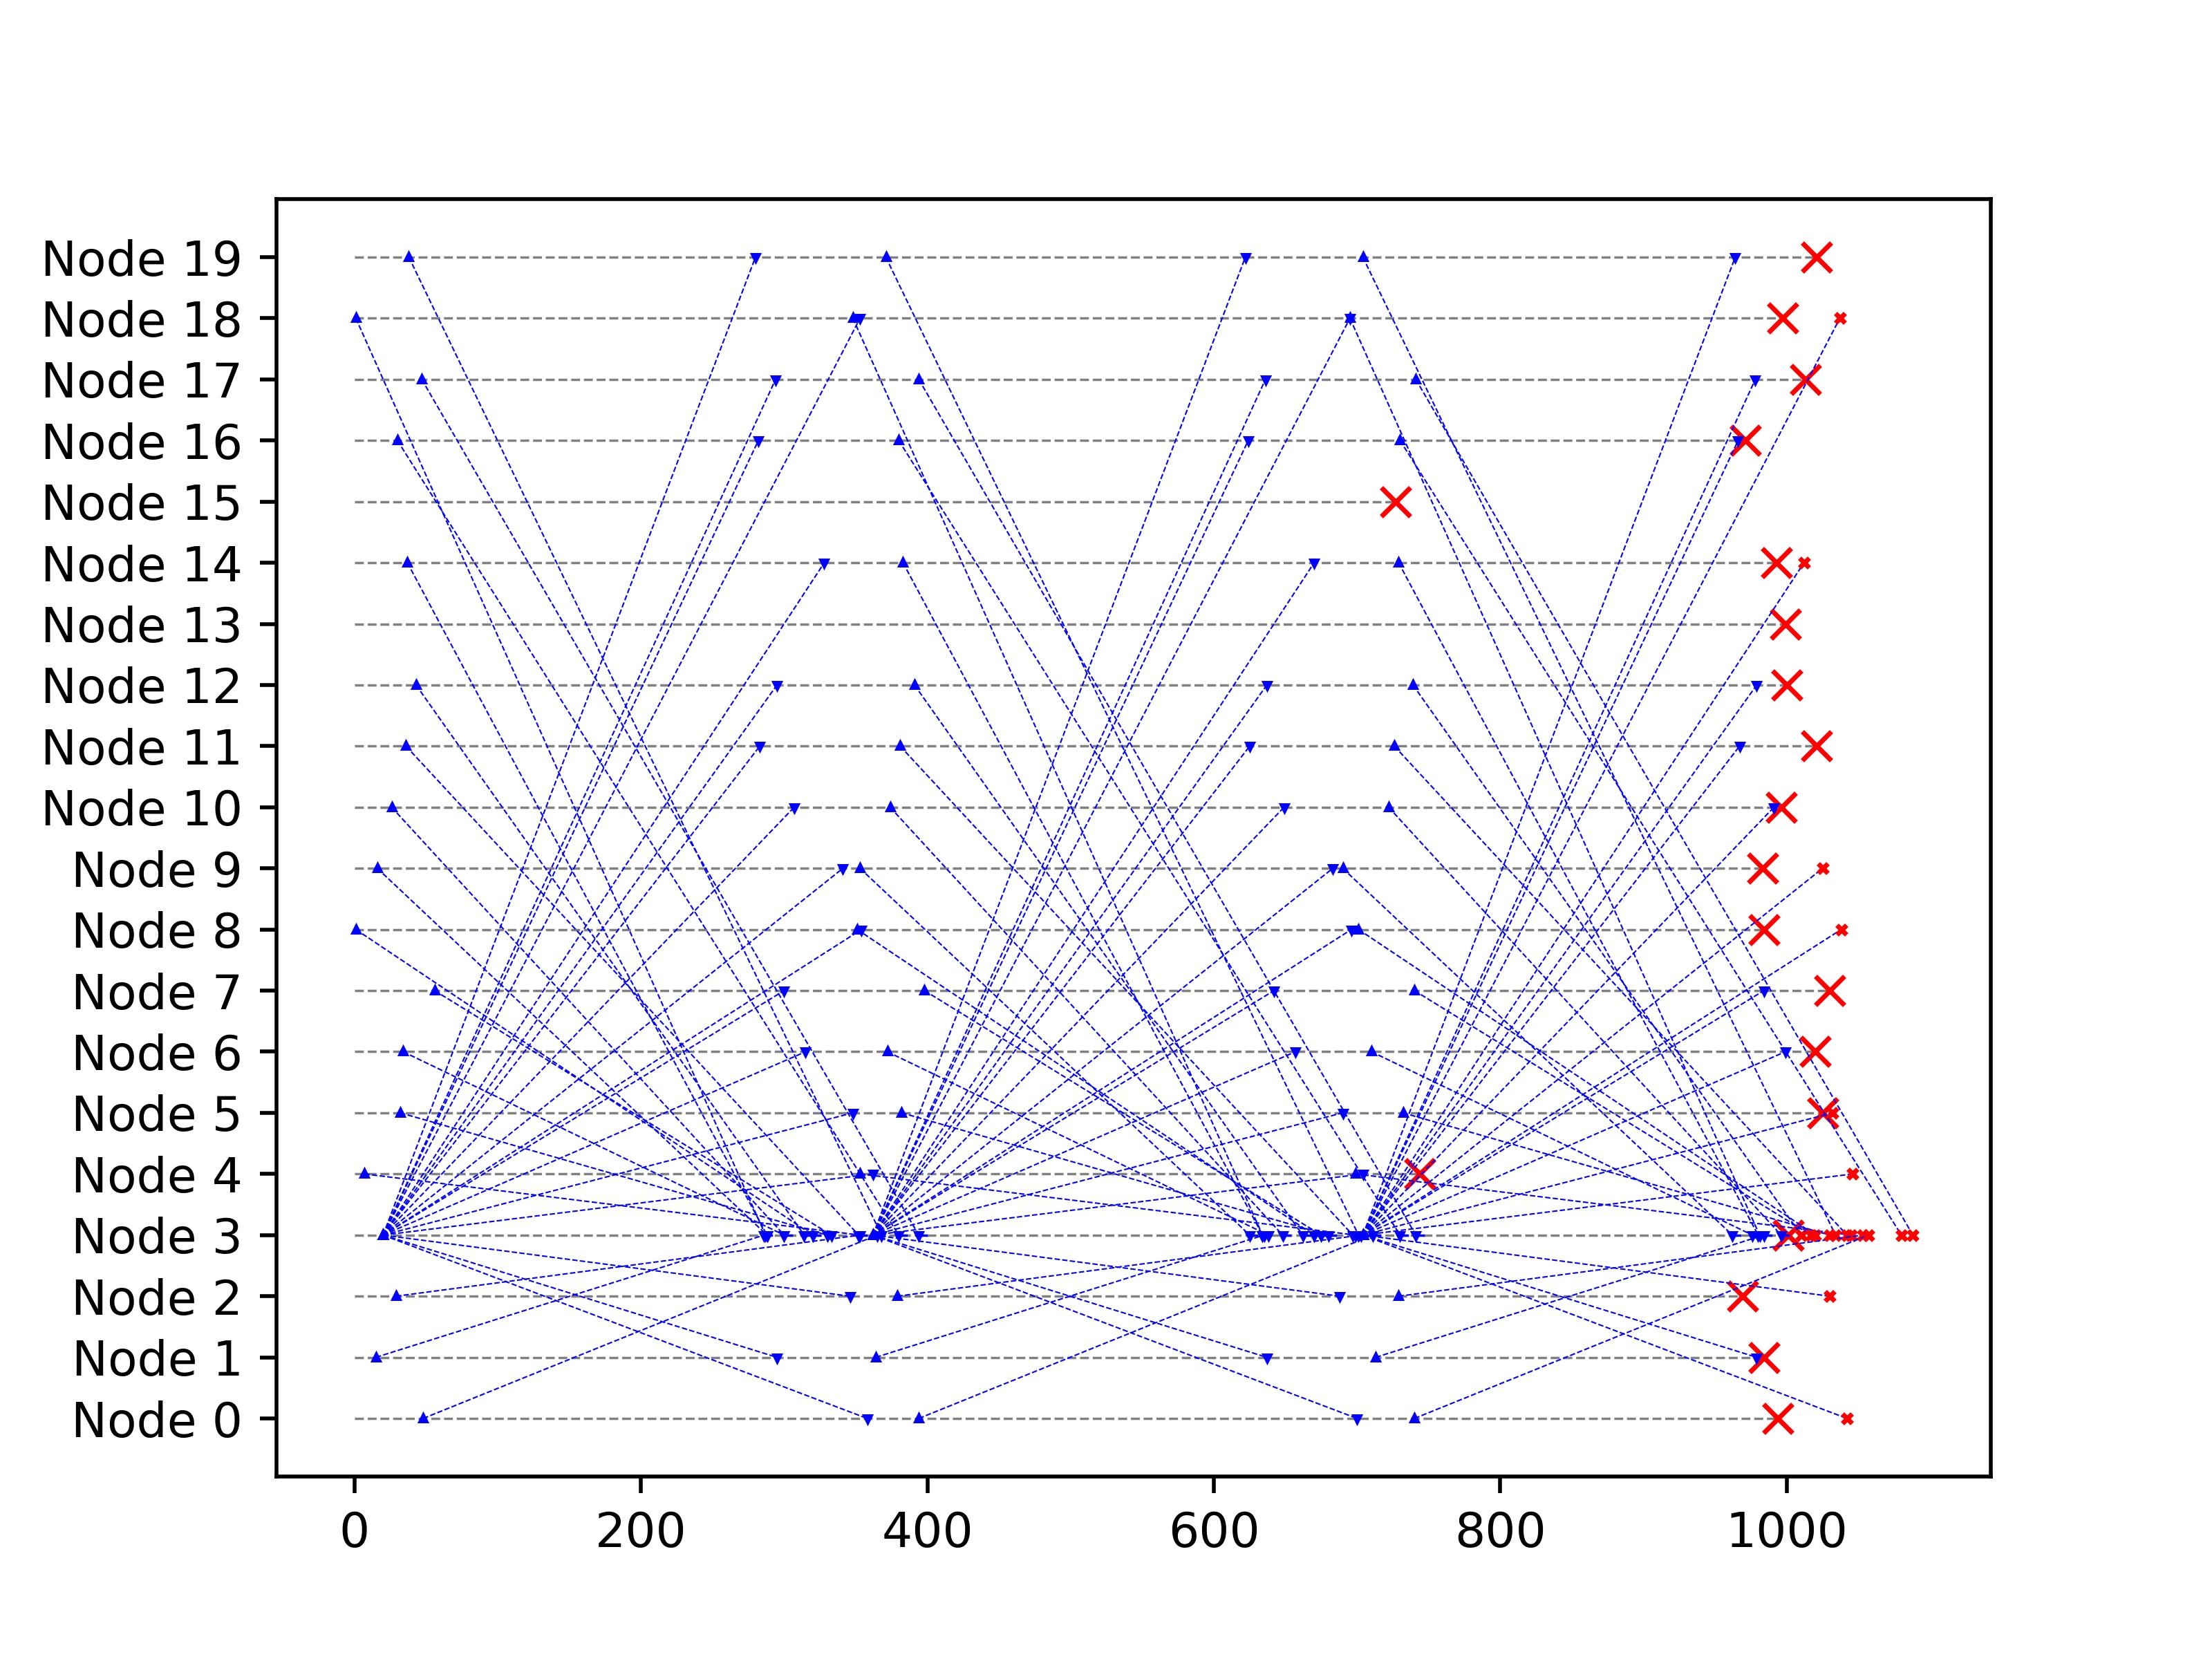 Node 19
Node 18
Node 17
Node 16
Node 15
Node 14
Node 13
Node 12
Node 11
Node 10
Node 9
Node 8
Node 7
Node 6
Node 5
Node 4
Node 3
Node 2
Node 1
Node 0
0 200 400 600 800 1000